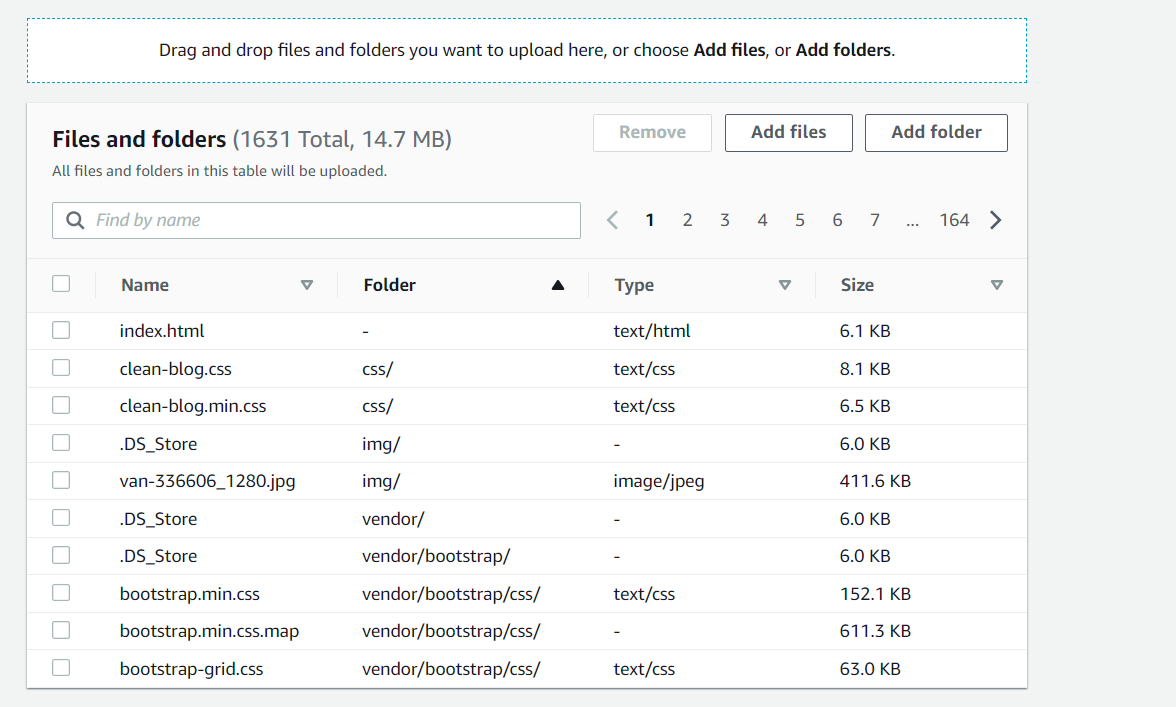 Drag and drop files and folders you want to upload here, or choose Add files, or Add folders.
Files and folders (1631 Total, 14.7 MB)
Remove Add files Add folder
All files and folders in this table will be uploaded.
Find by name 1 2 3 4 5 6 7 ... 164
Name Folder Type Size
index.html - text/html 6.1 KB
clean-blog.css css/ text/css 8.1 KB
clean-blog.min.css css/ text/css 6.5 KB
.DS_Store img/ - 6.0 KB
van-336606_1280.jpg img/ image/jpeg 411.6 KB
.DS_Store vendor/ - 6.0 KB
.DS_Store vendor/bootstrap/ - 6.0 KB
bootstrap.min.css vendor/bootstrap/css/ text/css 152.1 KB
bootstrap.min.css.map vendor/bootstrap/css/ - 611.3 KB
bootstrap-grid.css vendor/bootstrap/css/ text/css 63.0 KB